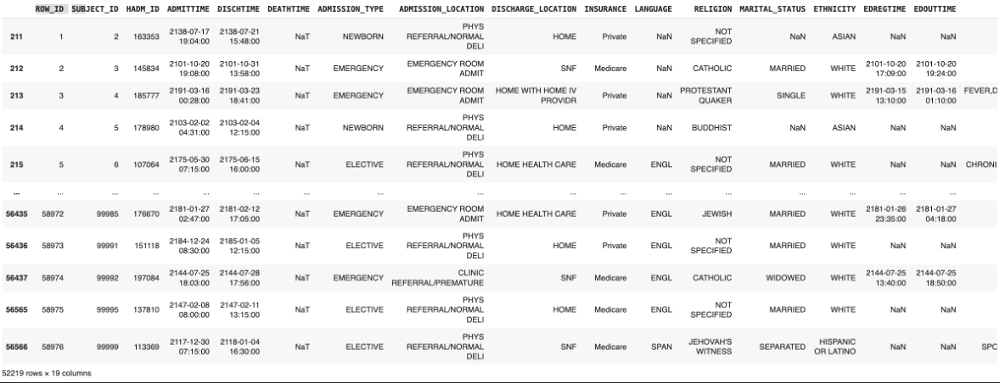 ROW_ID SUBJECT_ID HADM_ID ADMITTIME DISCHTIME DEATHTIME ADMISSION_TYPE ADMISSION_LOCATION DISCHARGE_LOCATION INSURANCE LANGUAGE RELIGION MARITAL_STATUS ETHNICITY EDREGTIME EDOUTTIME
211 1 2 163353 2138-07-17 19:04:00 2138-07-21 15:48:00 NaT NEWBORN PHYS REFERRAL/NORMAL DELI HOME Private NaN NOT SPECIFIED NaN ASIAN NaN NaN
212 2 3 145834 2101-10-20 19:08:00 2101-10-31 13:58:00 NaT EMERGENCY EMERGENCY ROOM ADMIT SNF Medicare NaN CATHOLIC MARRIED WHITE 2101-10-20 17:09:00 2101-10-20 19:24:00
213 3 4 185777 2191-03-16 00:28:00 2191-03-23 18:41:00 NaT EMERGENCY EMERGENCY ROOM ADMIT HOME WITH HOME IV PROVIDR Private NaN PROTESTANT QUAKER SINGLE WHITE 2191-03-15 13:10:00 2191-03-16 01:10:00 FEVER,D
214 4 5 178980 2103-02-02 04:31:00 2103-02-04 12:15:00 NaT NEWBORN PHYS REFERRAL/NORMAL DELI HOME Private NaN BUDDHIST NaN ASIAN NaN NaN
215 5 6 107064 2175-05-30 07:15:00 2175-06-15 16:00:00 NaT ELECTIVE PHYS REFERRAL/NORMAL DELI HOME HEALTH CARE Medicare ENGL NOT SPECIFIED MARRIED WHITE NaN NaN CHRONI
... ... ... ... ... ... ... ... ... ... ... ... ... ... ... ... ...
56435 58972 99985 176670 2181-01-27 02:47:00 2181-02-12 17:05:00 NaT EMERGENCY EMERGENCY ROOM ADMIT HOME HEALTH CARE Private ENGL JEWISH MARRIED WHITE 2181-01-26 23:35:00 2181-01-27 04:18:00
56436 58973 99991 151118 2184-12-24 08:30:00 2185-01-05 12:15:00 NaT ELECTIVE PHYS REFERRAL/NORMAL DELI HOME Private ENGL NOT SPECIFIED MARRIED WHITE NaN NaN
56437 58974 99992 197084 2144-07-25 18:03:00 2144-07-28 17:56:00 NaT EMERGENCY CLINIC REFERRAL/PREMATURE SNF Medicare ENGL CATHOLIC WIDOWED WHITE 2144-07-25 13:40:00 2144-07-25 18:50:00
56565 58975 99995 137810 2147-02-08 08:00:00 2147-02-11 13:15:00 NaT ELECTIVE PHYS REFERRAL/NORMAL DELI HOME Medicare ENGL NOT SPECIFIED MARRIED WHITE NaN NaN
56566 58976 99999 113369 2117-12-30 07:15:00 2118-01-04 16:30:00 NaT ELECTIVE PHYS REFERRAL/NORMAL DELI SNF Medicare SPAN JEHOVAH'S WITNESS SEPARATED HISPANIC OR LATINO NaN NaN SPC
52219 rows × 19 columns